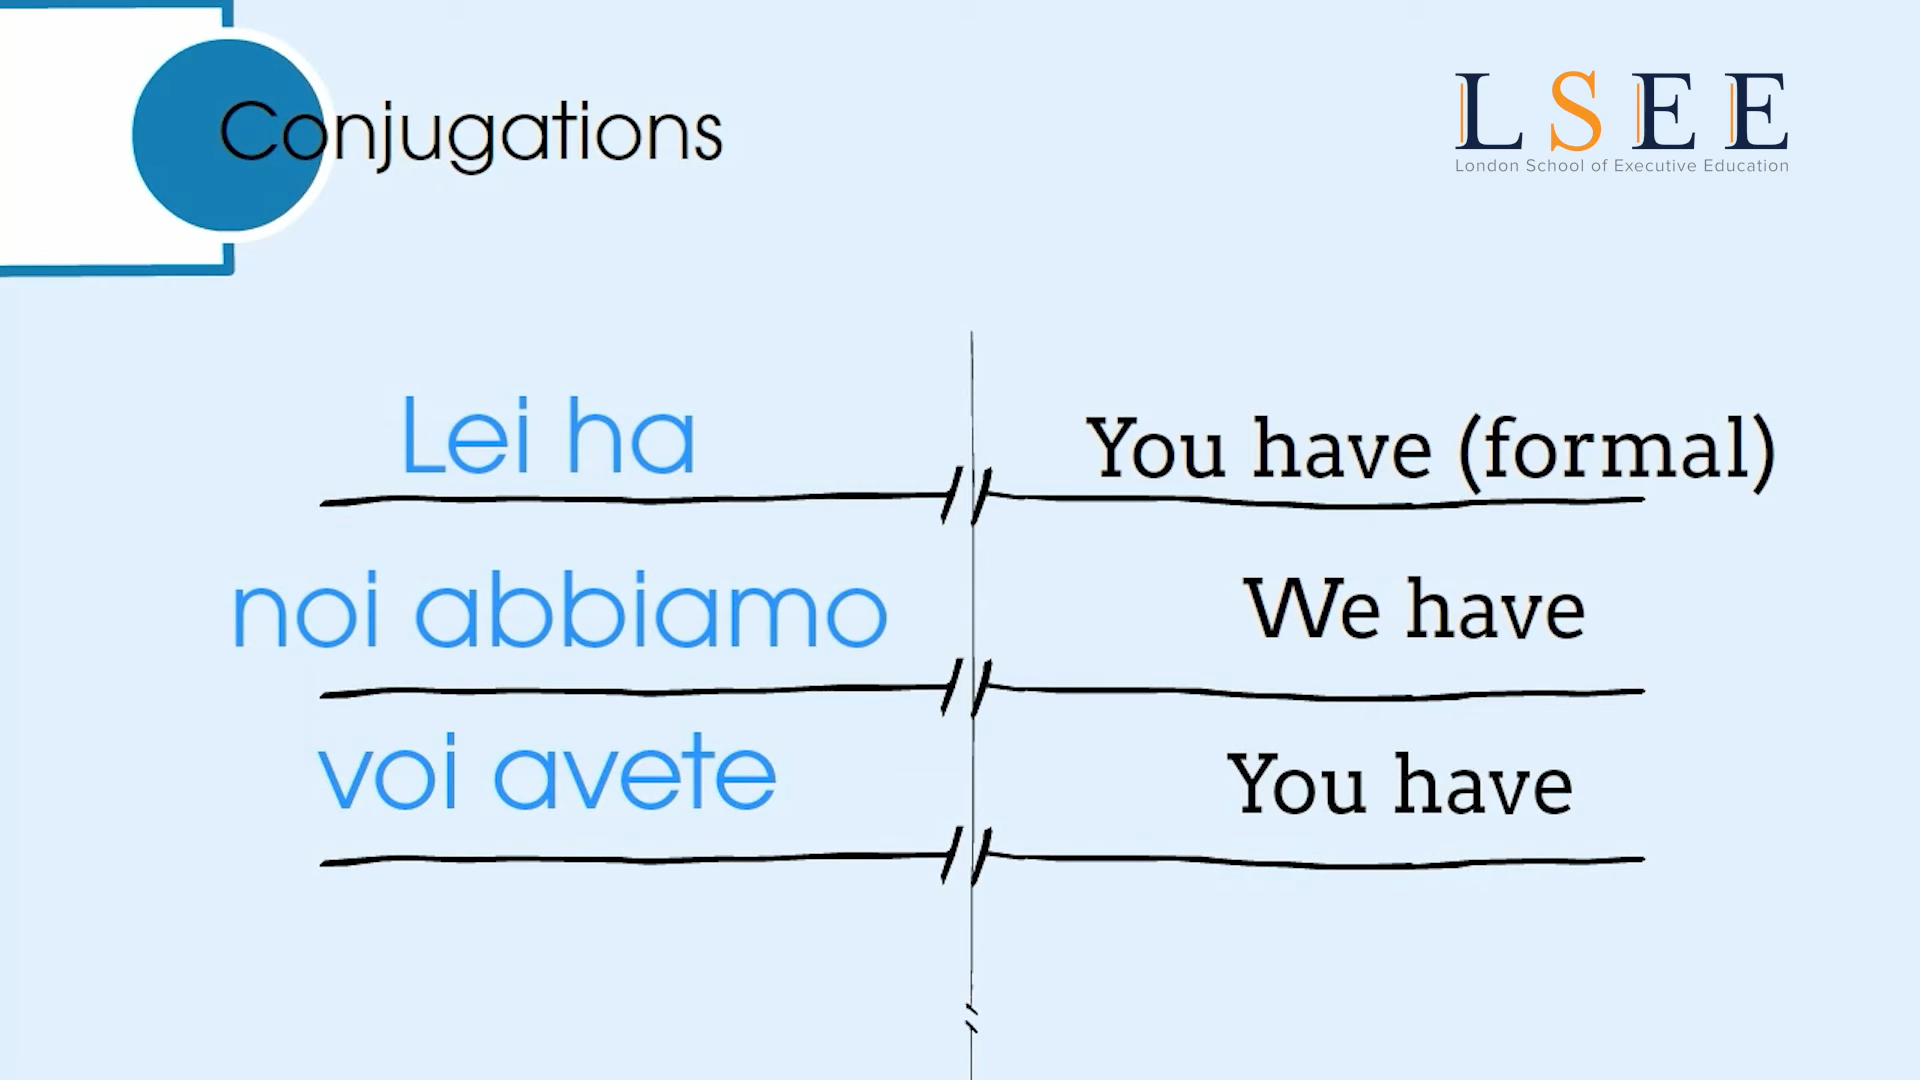 Conjugations
L S E E
London School of Executive Education
Lei ha
You have (formal)
noi abbiamo
We have
voi avete
You have